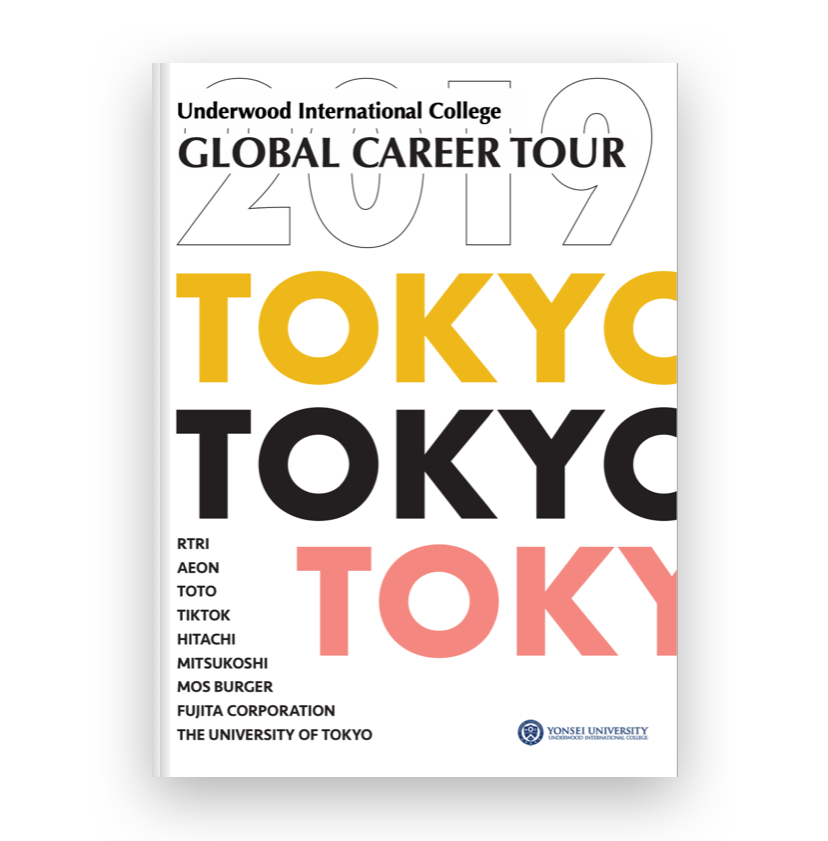 2019
Underwood International College
GLOBAL CAREER TOUR
TOKYO
TOKYO
TOKY
RTRI
AEON
TOTO
TIKTOK
HITACHI
MITSUKOSHI
MOS BURGER
FUJITA CORPORATION
THE UNIVERSITY OF TOKYO
YONSEI UNIVERSITY
UNDERWOOD INTERNATIONAL COLLEGE